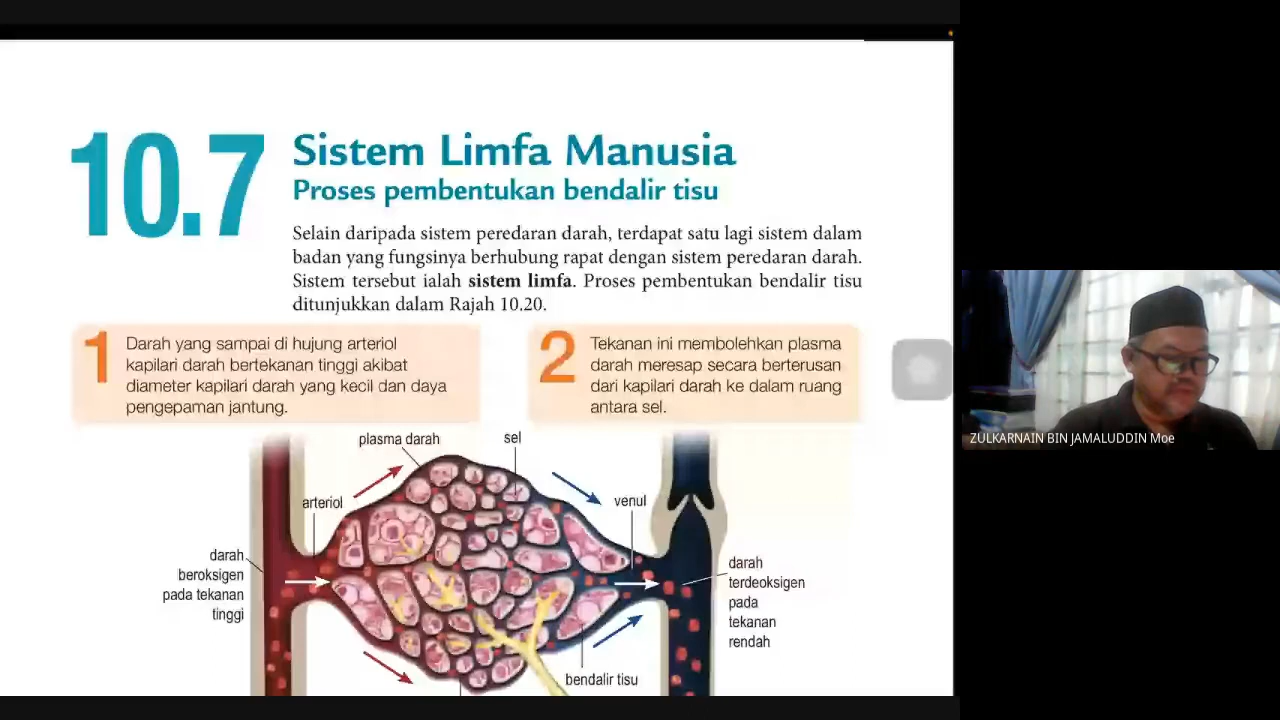 10.7
Sistem Limfa Manusia
Proses pembentukan bendalir tisu
Selain daripada sistem peredaran darah, terdapat satu lagi sistem dalam
badan yang fungsinya berhubung rapat dengan sistem peredaran darah.
Sistem tersebut ialah sistem limfa. Proses pembentukan bendalir tisu
ditunjukkan dalam Rajah 10.20.
1
Darah yang sampai di hujung arteriol
kapilari darah bertekanan tinggi akibat
diameter kapilari darah yang kecil dan daya
pengepaman jantung.
2
Tekanan ini membolehkan plasma
darah meresap secara berterusan
dari kapilari darah ke dalam ruang
antara sel.
plasma darah
sel
arteriol
venul
darah
beroksigen
pada tekanan
tinggi
darah
terdeoksigen
pada
tekanan
rendah
bendalir tisu
ZULKARNAIN BIN JAMALUDDIN Moe